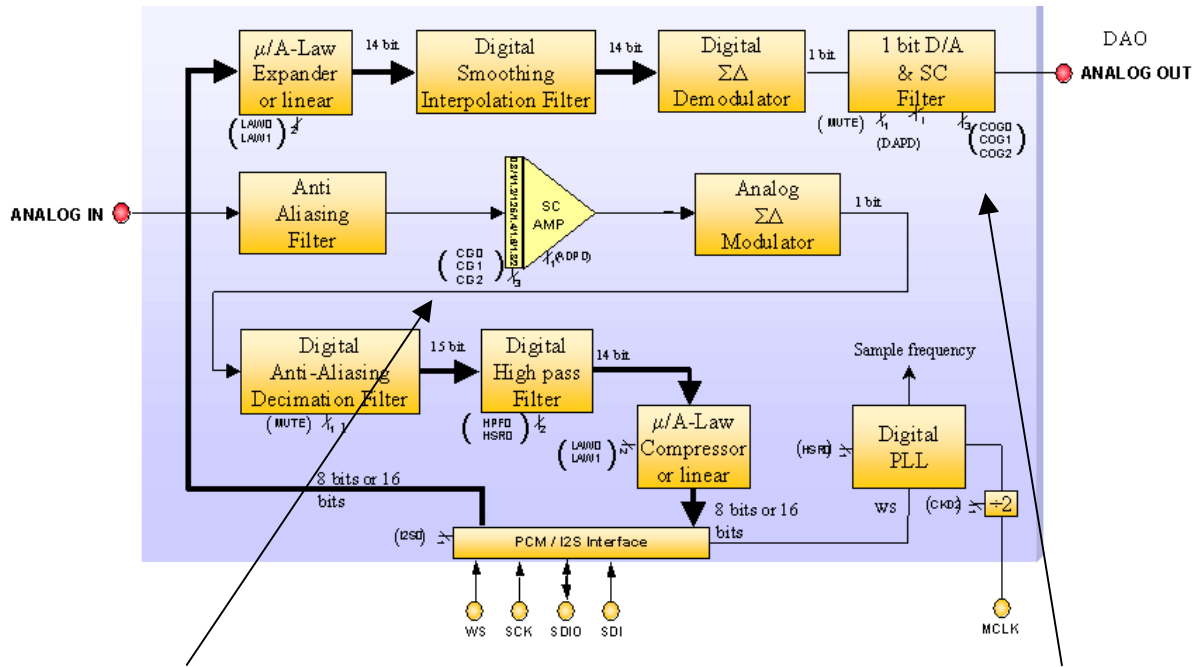 μ/A-Law
Expander
or linear
14 bit
Digital
Smoothing
Interpolation Filter
14 bit
Digital
ΣΔ
Demodulator
1 bit
1 bit D/A
& SC
Filter
DAO
ANALOG OUT
(LAW0
LAW1)
2
(MUTE)
1
1
(DAPD)
3
(COG0
COG1
COG2)
ANALOG IN
Anti
Aliasing
Filter
SC
AMP
(CG0
CG1
CG2)
3
1
(ADPD)
Analog
ΣΔ
Modulator
1 bit
Digital
Anti-Aliasing
Decimation Filter
15 bit
Digital
High pass
Filter
14 bit
(MUTE)
1
1
(HPF0
HSR0)
2
μ/A-Law
Compressor
or linear
(LAW0
LAW1)
2
Sample frequency
Digital
PLL
(HSR0)
1
8 bits or 16
bits
8 bits or 16
bits
WS
(CKD2)
1
÷2
(I2S0)
1
PCM / I2S Interface
WS
SCK
SDIO
SDI
MCLK